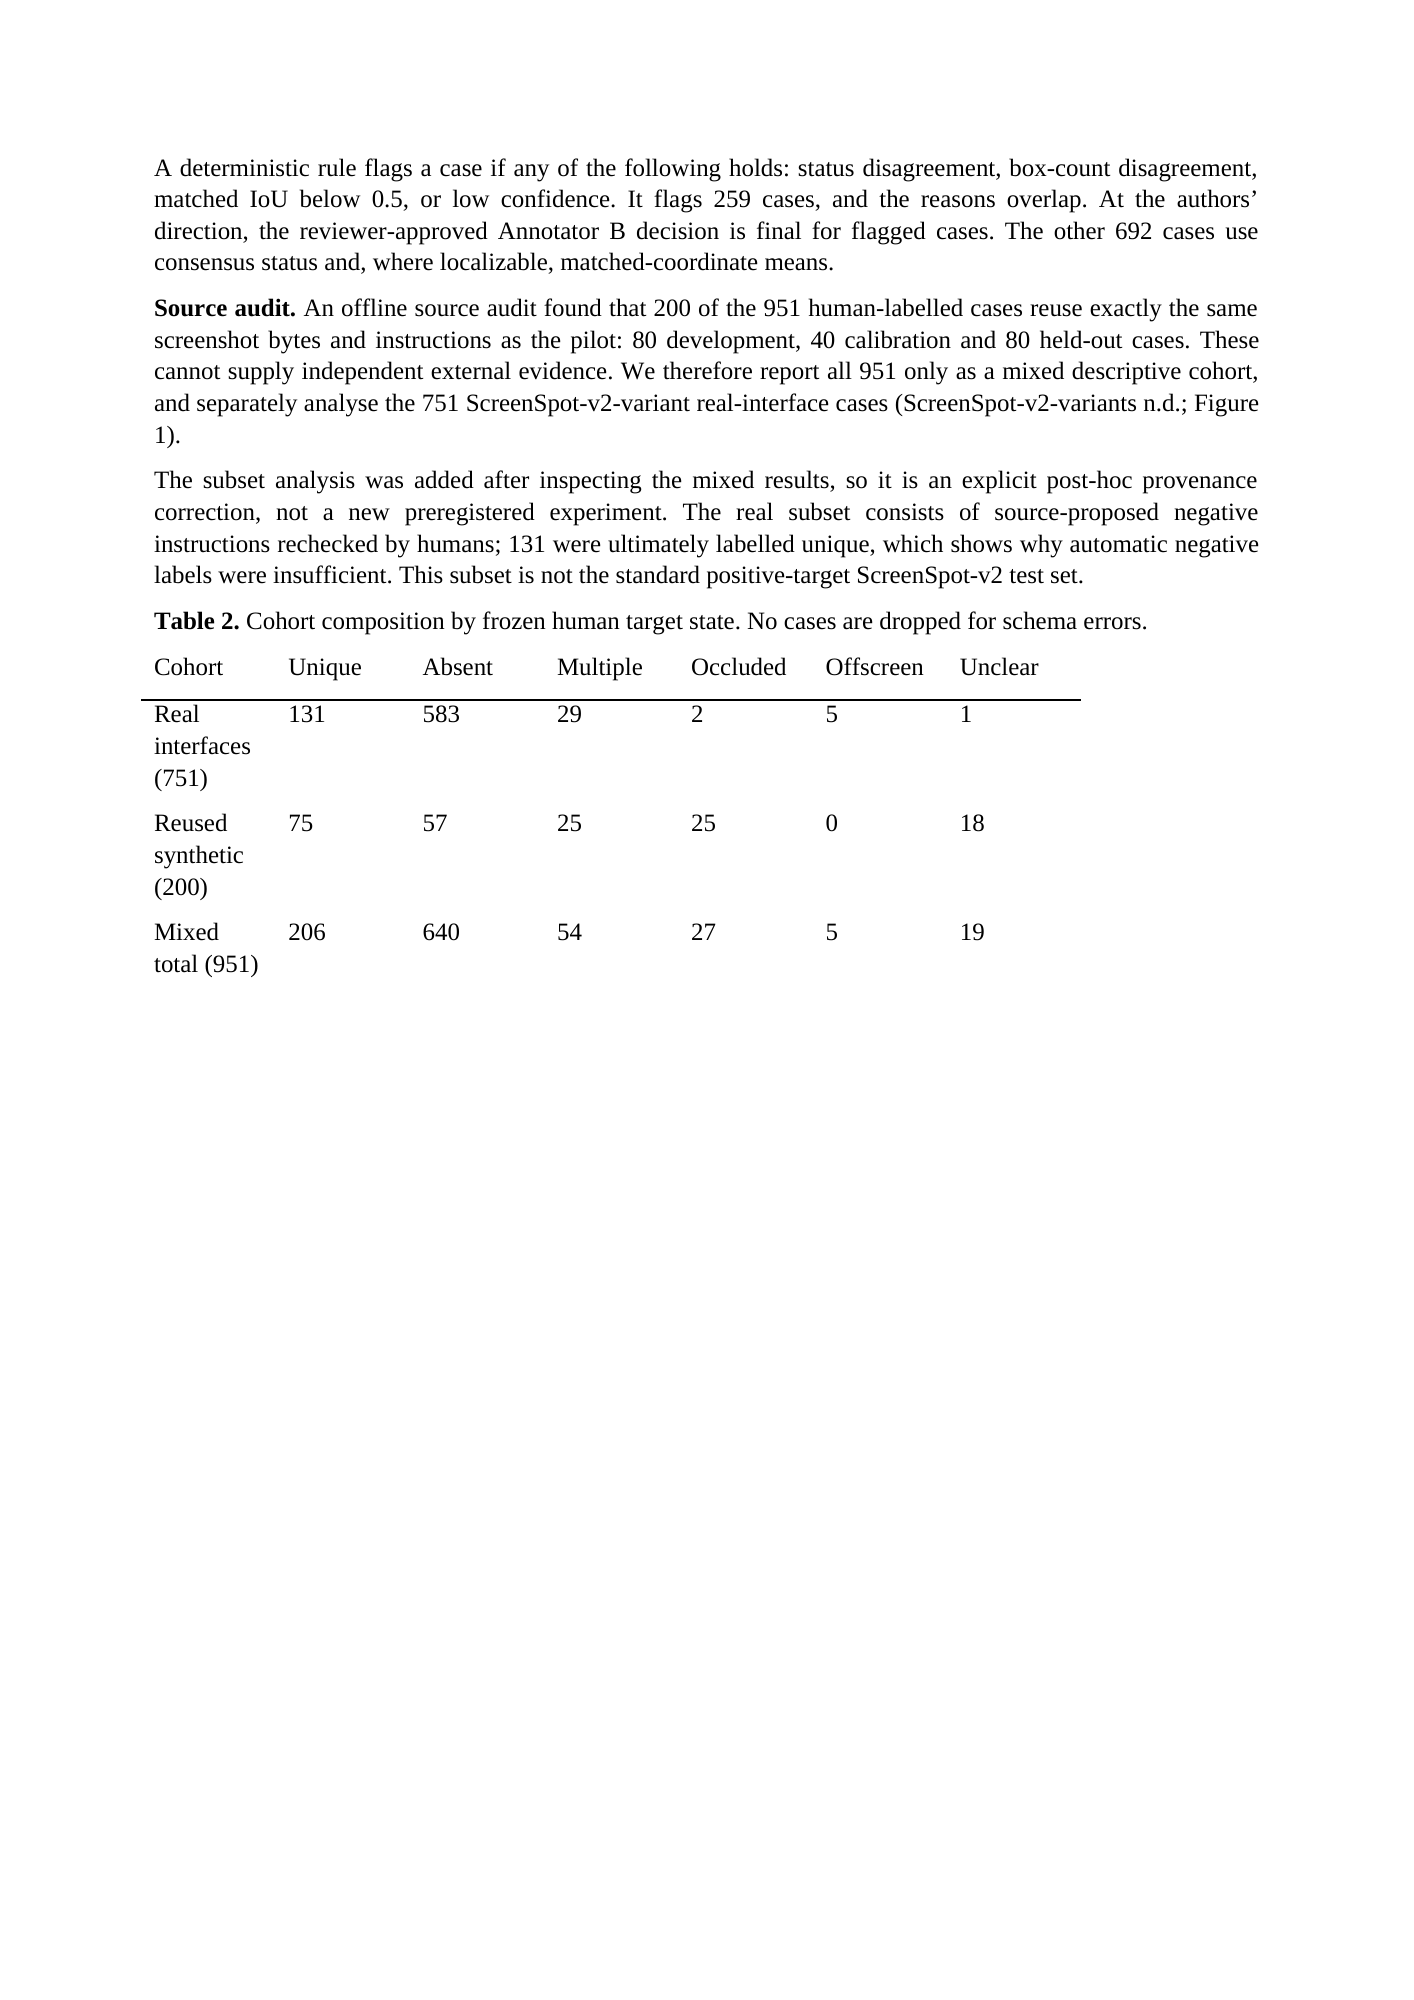 A deterministic rule flags a case if any of the following holds: status disagreement, box-count disagreement,
matched IoU below 0.5, or low confidence. It flags 259 cases, and the reasons overlap. At the authors’
direction, the reviewer-approved Annotator B decision is final for flagged cases. The other 692 cases use
consensus status and, where localizable, matched-coordinate means.
Source audit. An offline source audit found that 200 of the 951 human-labelled cases reuse exactly the same
screenshot bytes and instructions as the pilot: 80 development, 40 calibration and 80 held-out cases. These
cannot supply independent external evidence. We therefore report all 951 only as a mixed descriptive cohort,
and separately analyse the 751 ScreenSpot-v2-variant real-interface cases (ScreenSpot-v2-variants n.d.; Figure
1).
The subset analysis was added after inspecting the mixed results, so it is an explicit post-hoc provenance
correction, not a new preregistered experiment. The real subset consists of source-proposed negative
instructions rechecked by humans; 131 were ultimately labelled unique, which shows why automatic negative
labels were insufficient. This subset is not the standard positive-target ScreenSpot-v2 test set.
Table 2. Cohort composition by frozen human target state. No cases are dropped for schema errors.
Cohort Unique Absent Multiple Occluded Offscreen Unclear
Real 131 583 29 2 5 1
interfaces
(751)
Reused 75 57 25 25 0 18
synthetic
(200)
Mixed 206 640 54 27 5 19
total (951)